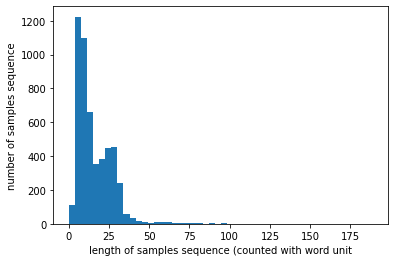 1200
1000
800
600
400
200
0
number of samples sequence
0 25 50 75 100 125 150 175
length of samples sequence (counted with word unit